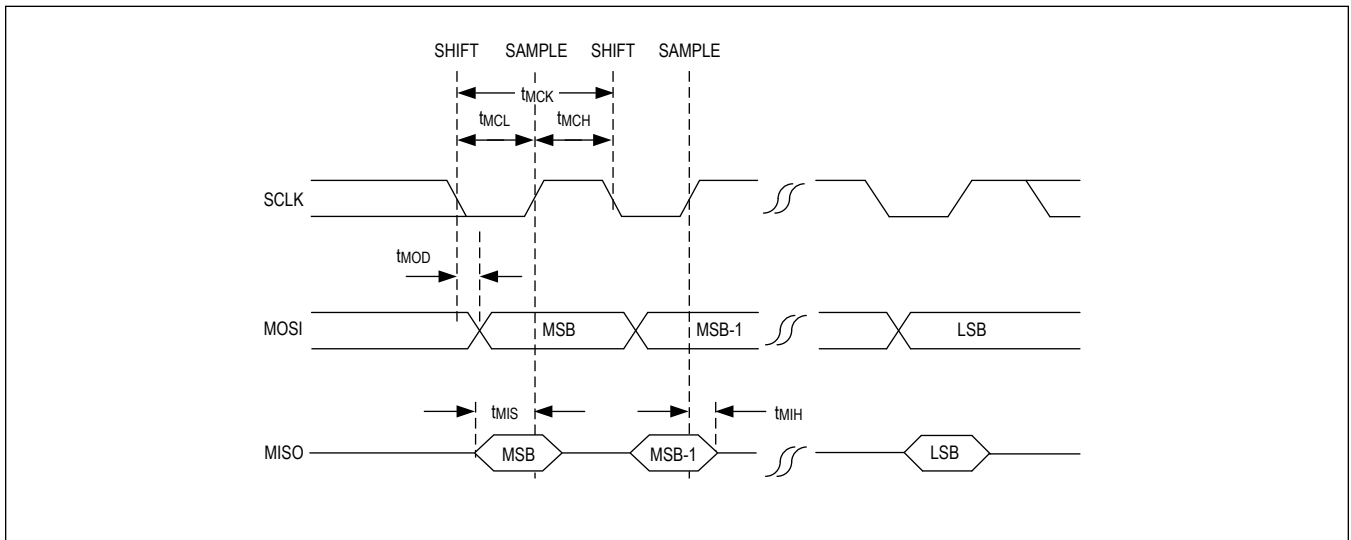 SHIFT SAMPLE SHIFT SAMPLE
tMCK
tMCL tMCH
SCLK
tMOD
MOSI MSB MSB-1 LSB
tMIS tMIH
MISO MSB MSB-1 LSB